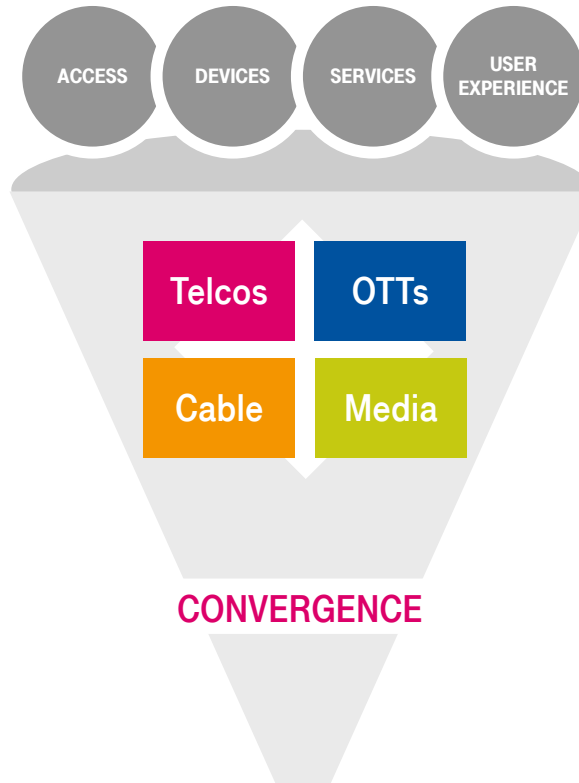 ACCESS
DEVICES
SERVICES
USER
EXPERIENCE
Telcos
OTTs
Cable
Media
CONVERGENCE